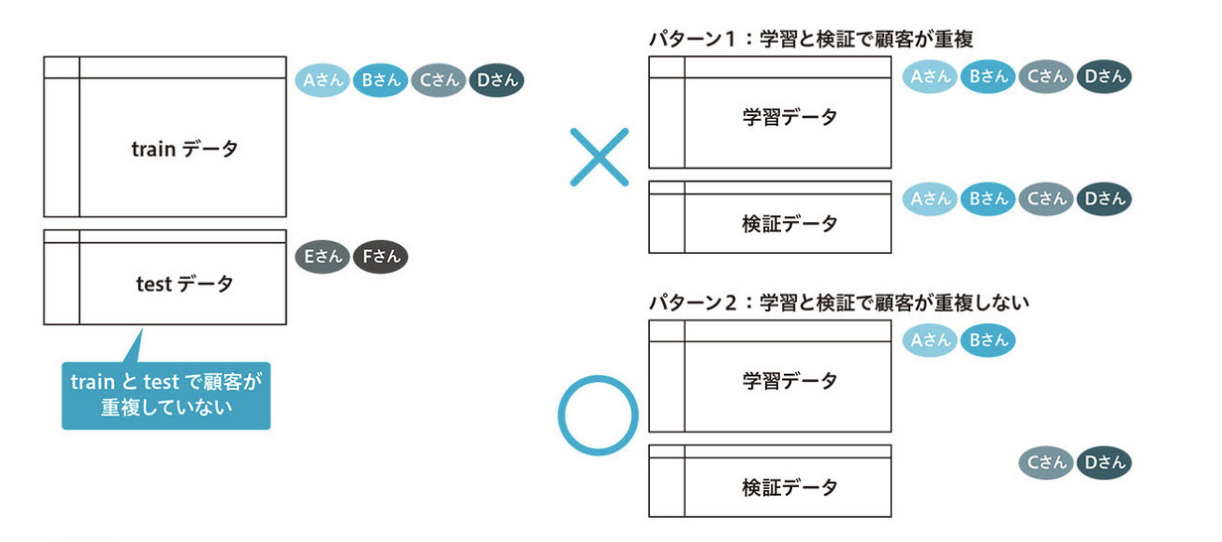 Aさん Bさん Cさん Dさん
train データ
Eさん Fさん
test データ
train と test で顧客が
重複していない
パターン1:学習と検証で顧客が重複
Aさん Bさん Cさん Dさん
学習データ
Aさん Bさん Cさん Dさん
検証データ
パターン2:学習と検証で顧客が重複しない
Aさん Bさん
学習データ
Cさん Dさん
検証データ